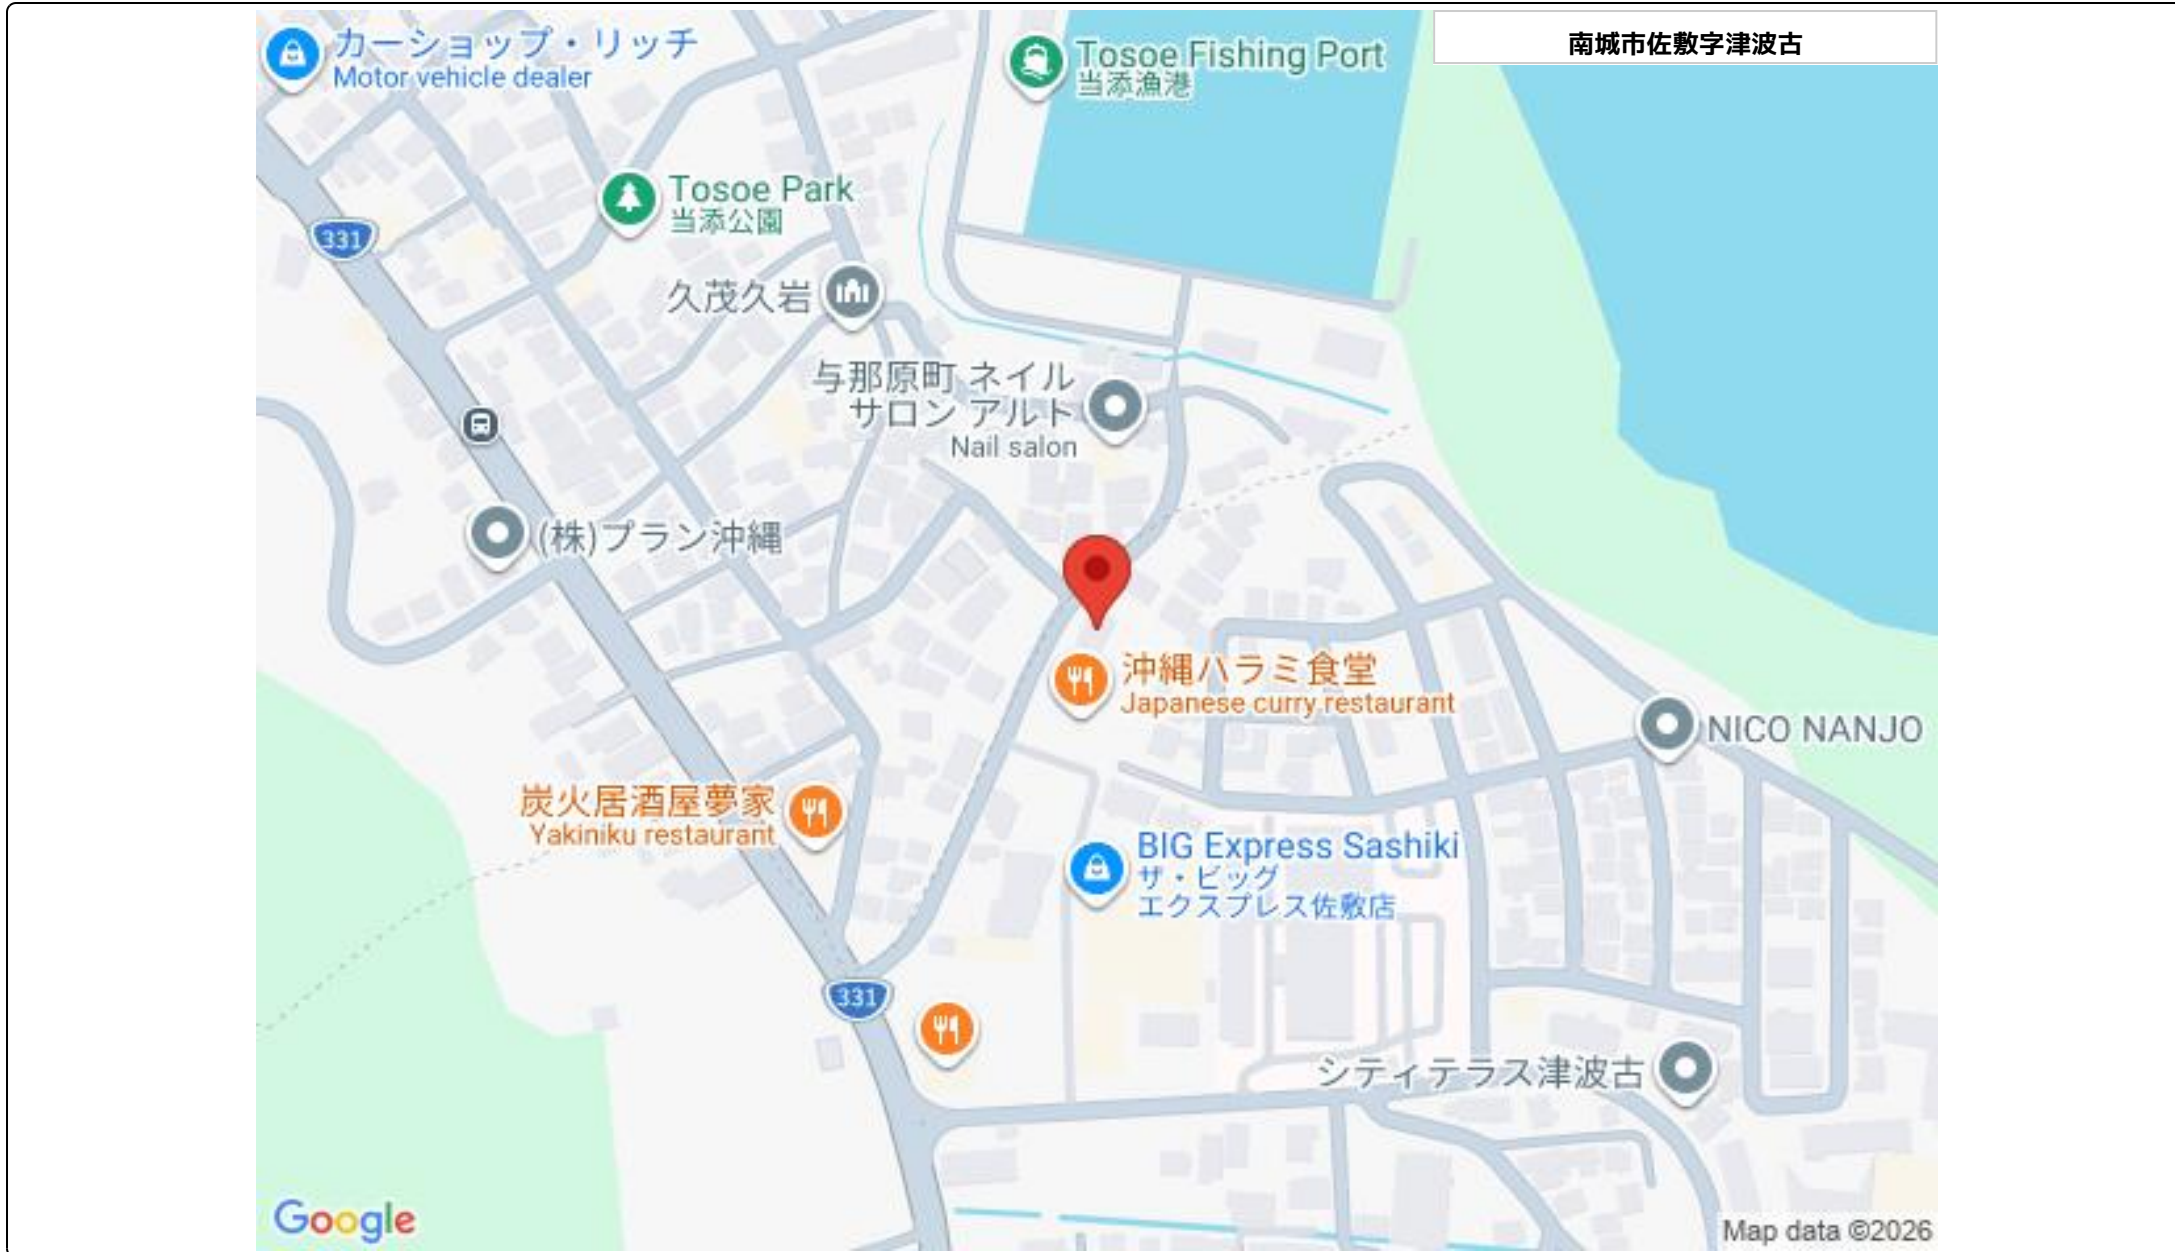 南城市佐敷字津波古
カーショップ・リッチ
Motor vehicle dealer
Tosoe Fishing Port
当添漁港
Tosoe Park
当添公園
331
久茂久岩
与那原町 ネイル
サロン アルト
Nail salon
(株)プラン沖縄
沖縄ハラミ食堂
Japanese curry restaurant
NICO NANJO
炭火居酒屋夢家
Yakiniku restaurant
BIG Express Sashiki
ザ・ビッグ
エクスプレス佐敷店
331
シティテラス津波古
Google
Map data ©2026